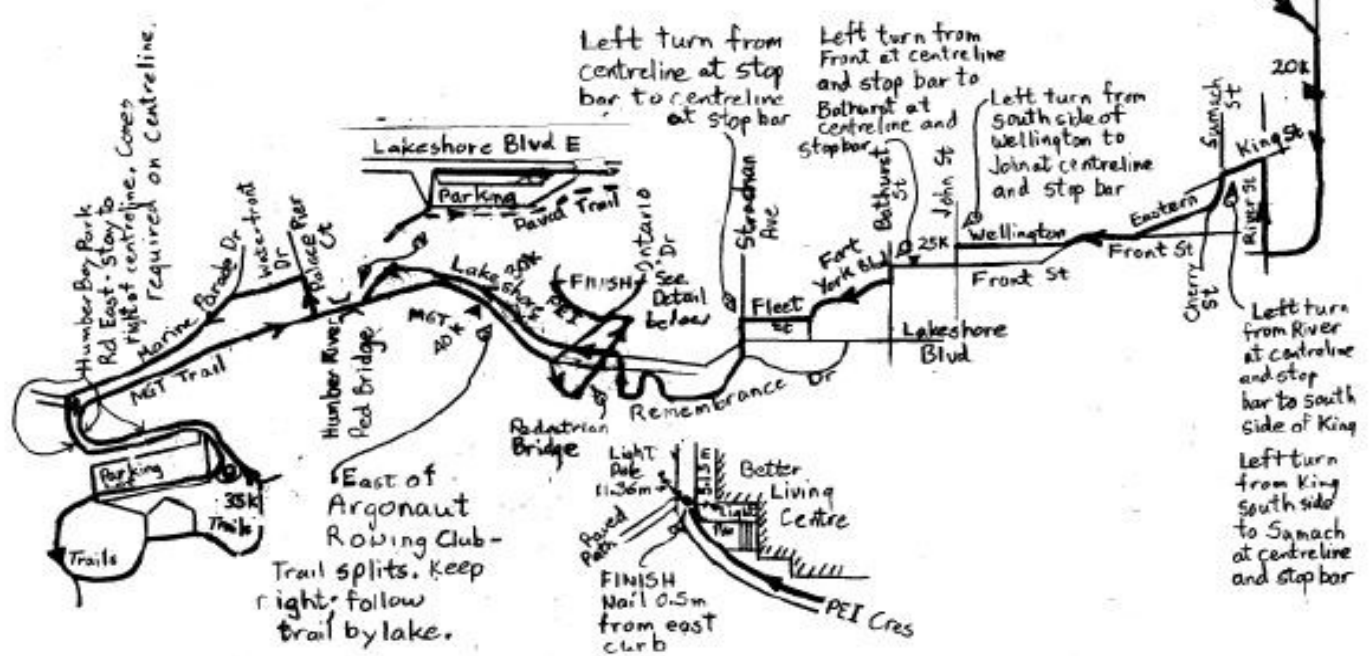 Left turn from
centreline at stop
bar to centreline
at stop bar
Left turn from
Front at centreline
and stop bar to
Bathurst at
centreline and
stopbar
Left turn from
south side of
Wellington to
John at centreline
and stop bar
Humber Bay Park
Rd East - Stay to
right of centreline. Cones
required on centreline.
Lakeshore Blvd E
Parking
Paved Trail
Marine Parade Dr
Waterfront
Dr
Palace Pier
Ct
MGT Trail
Humber River
Ped Bridge
Lakeshore
30K
MGT
40K
FINISH
PEI
Ontario
Dr
See
Detail
below
Strachan
Ave
Fleet
St
Fort
York Blvd
Bathurst
St
John St
25K
Wellington
Front St
Front St
Eastern
Cherry
St
Sumach
St
King St
River St
20K
Lakeshore
Blvd
Remembrance Dr
Pedestrian
Bridge
Parking
35K
Trails
Trails
East of
Argonaut
Rowing Club-
Trail splits. Keep
right; follow
trail by lake.
Light
Pole
11.36m
Paved
Path
5.15 E
Light
Better
Living
Centre
FINISH
Nail 0.5m
from east
curb
PEI Cres
Left turn
from River
at centreline
and stop
bar to south
side of King
Left turn
from King
south side
to Sumach
at centreline
and stop bar